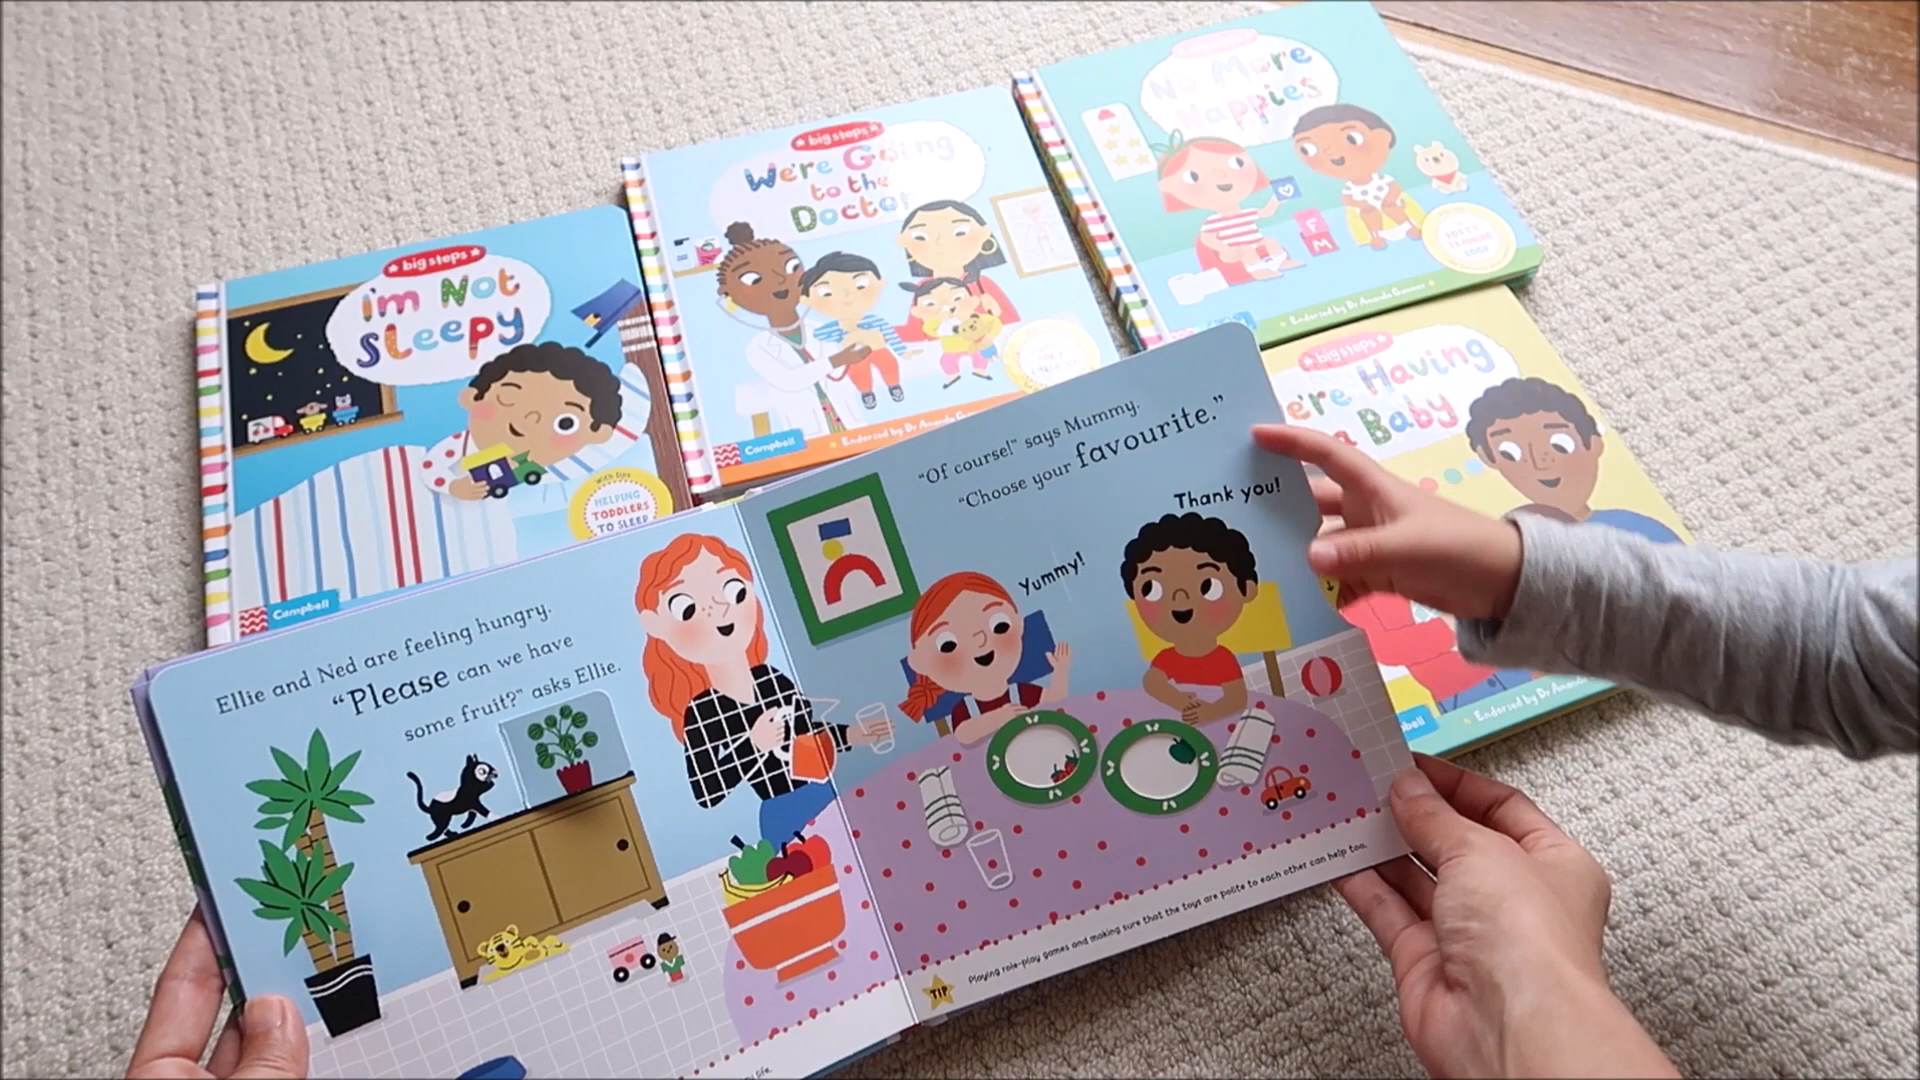 No More
Nappies
F
M
Endorsed by Dr Amanda Gummer
big steps
We're Going
to the
Doctor
Campbell
Endorsed by Dr Amanda
big steps
I'm Not
Sleepy
With tips
HELPING
TODDLERS
TO SLEEP
Campbell
big steps
e're Having
a Baby
bell
Endorsed by Dr Amanda
Ellie and Ned are feeling hungry.
"Please can we have
some fruit?" asks Ellie.
"Of course!" says Mummy.
"Choose your favourite."
Thank you!
Yummy!
TIP
Playing role-play games and making sure that the toys are polite to each other can help too.
life.